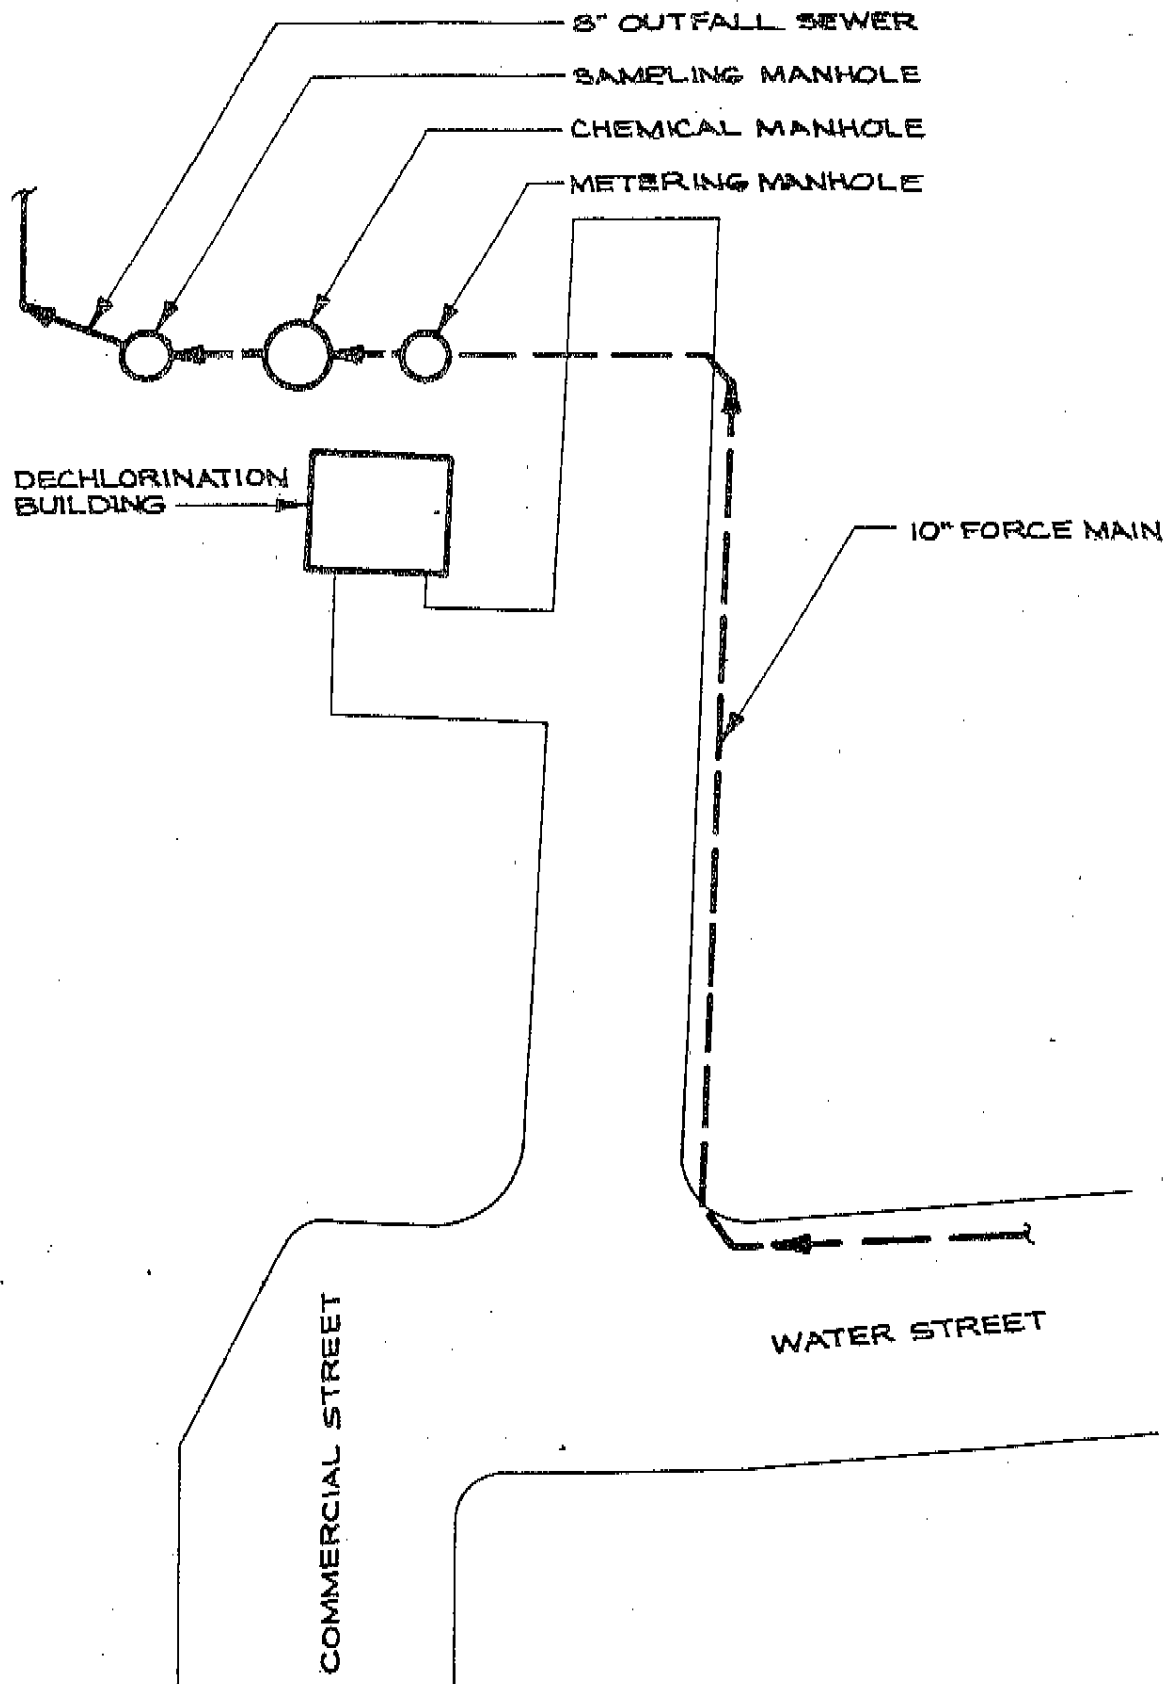 8" OUTFALL SEWER
SAMPLING MANHOLE
CHEMICAL MANHOLE
METERING MANHOLE
DECHLORINATION
BUILDING
10" FORCE MAIN
WATER STREET
COMMERCIAL STREET